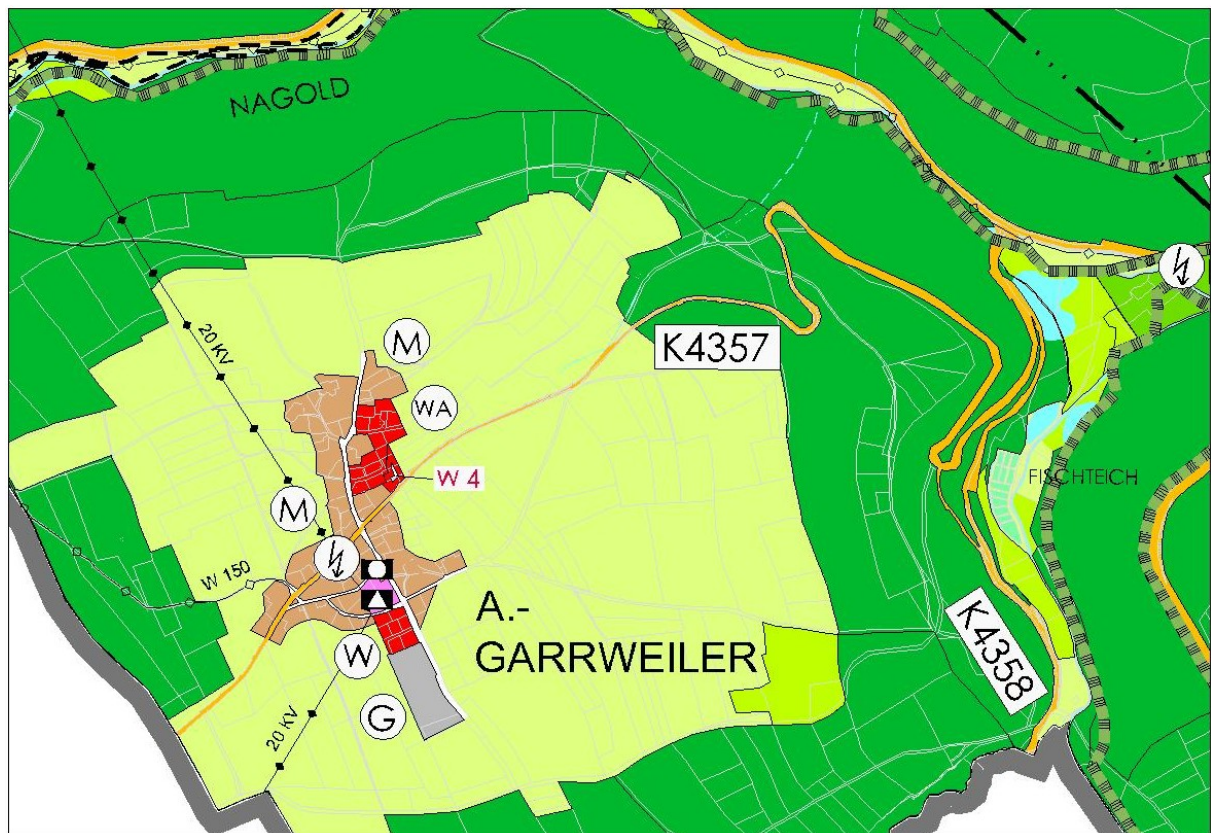 NAGOLD
20 KV
M
K4357
WA
W 4
M
FISCHTEICH
W 150
A.-
GARRWEILER
K4358
W
G
20 KV